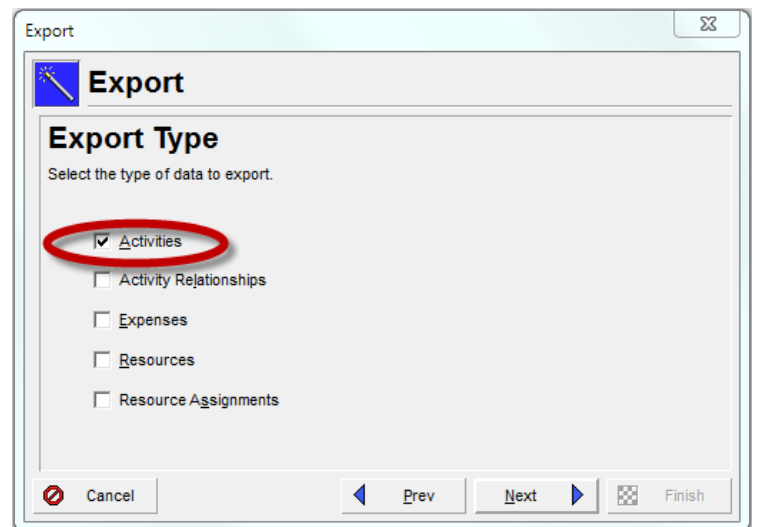 Export
Export
Export Type
Select the type of data to export.
Activities
Activity Relationships
Expenses
Resources
Resource Assignments
Cancel Prev Next Finish